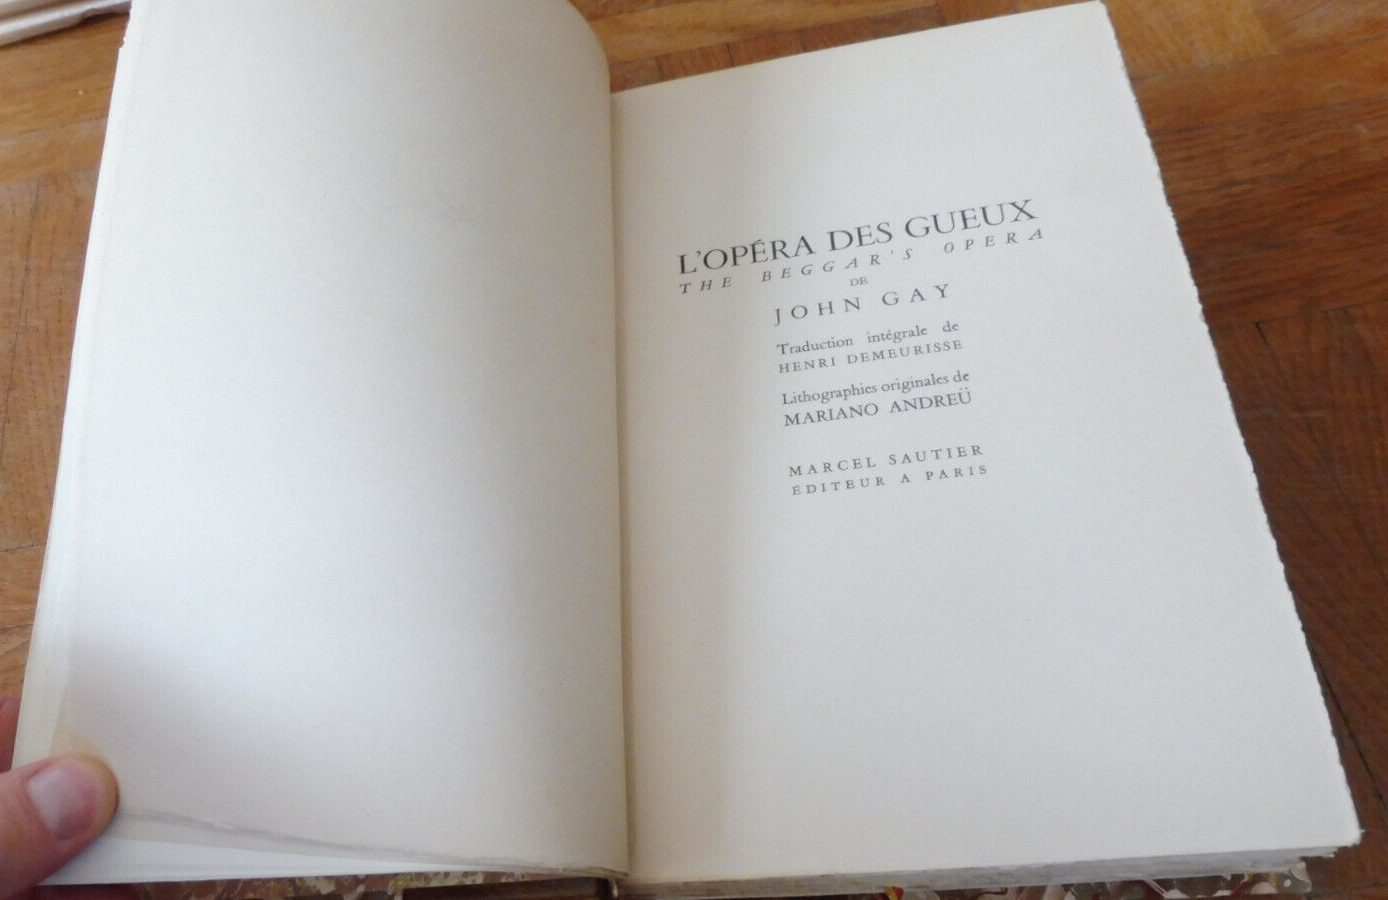 L'OPÉRA DES GUEUX
THE BEGGAR'S OPERA
DE
JOHN GAY
Traduction intégrale de
HENRI DEMEURISSE
Lithographies originales de
MARIANO ANDREÜ
MARCEL SAUTIER
ÉDITEUR A PARIS